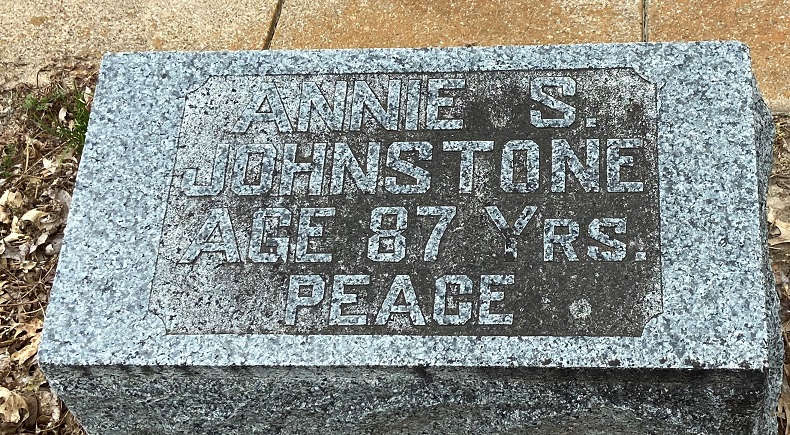 ANNIE S.
JOHNSTONE
AGE 87 YRS.
PEACE